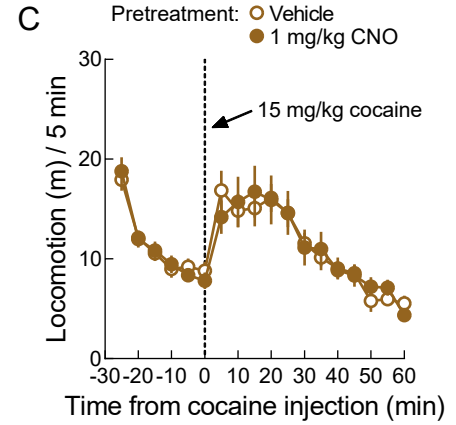 C
Pretreatment: Vehicle
1 mg/kg CNO
30
20
10
0
15 mg/kg cocaine
Locomotion (m) / 5 min
-30 -20 -10 0 10 20 30 40 50 60
Time from cocaine injection (min)